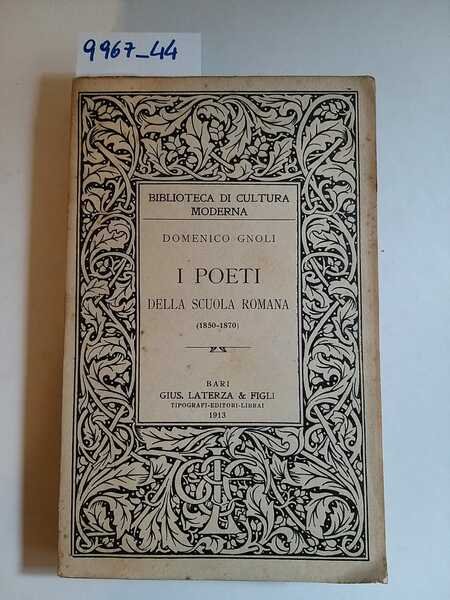 9967_44
BIBLIOTECA DI CULTURA
MODERNA
DOMENICO GNOLI
I POETI
DELLA SCUOLA ROMANA
(1850-1870)
BARI
GIUS. LATERZA & FIGLI
TIPOGRAFI-EDITORI-LIBRAI
1913